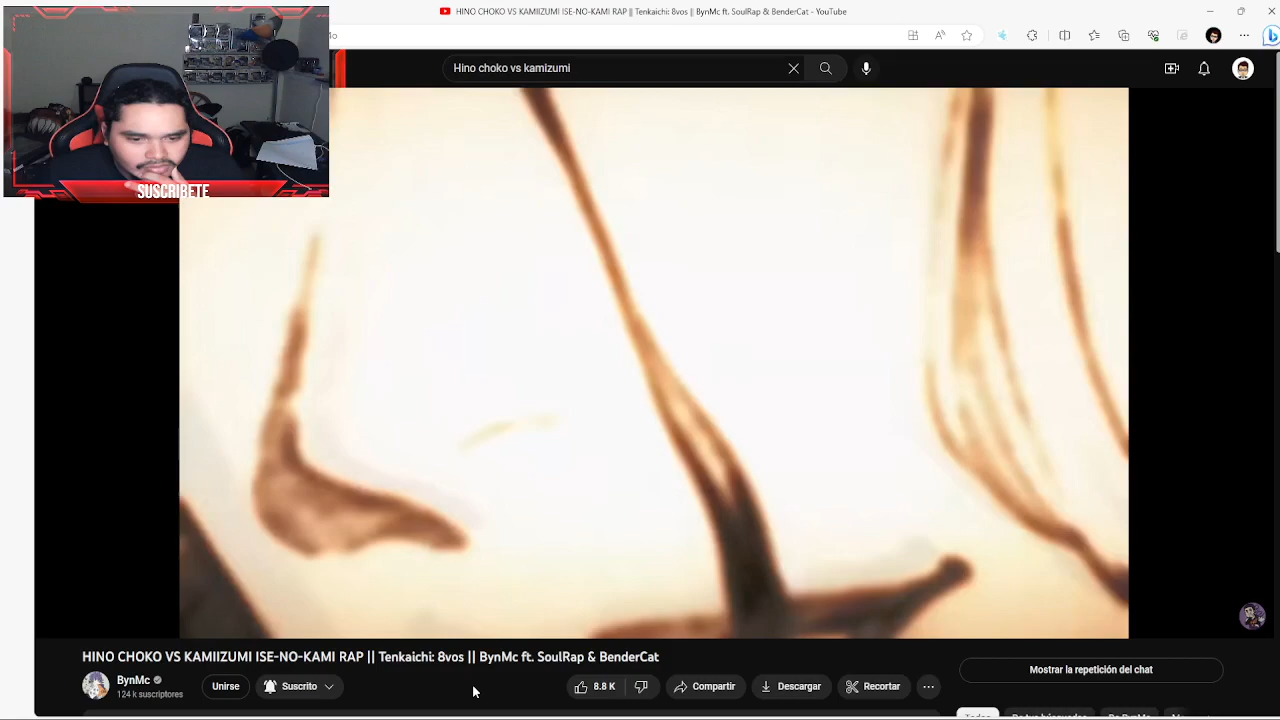 HINO CHOKO VS KAMIIZUMI ISE-NO-KAMI RAP || Tenkaichi: 8vos || BynMc ft. SoulRap & BenderCat - YouTube
Hino choko vs kamizumi
SUSCRIBETE
HINO CHOKO VS KAMIIZUMI ISE-NO-KAMI RAP || Tenkaichi: 8vos || BynMc ft. SoulRap & BenderCat
Mostrar la repetición del chat
BynMc
124 k suscriptores
Unirse
Suscrito
8.8 K
Compartir
Descargar
Recortar